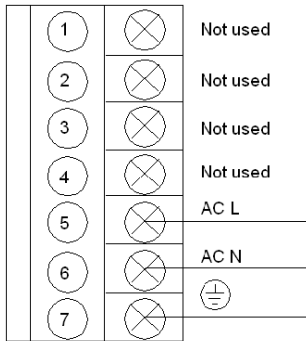 1 Not used
2 Not used
3 Not used
4 Not used
5 AC L
6 AC N
7